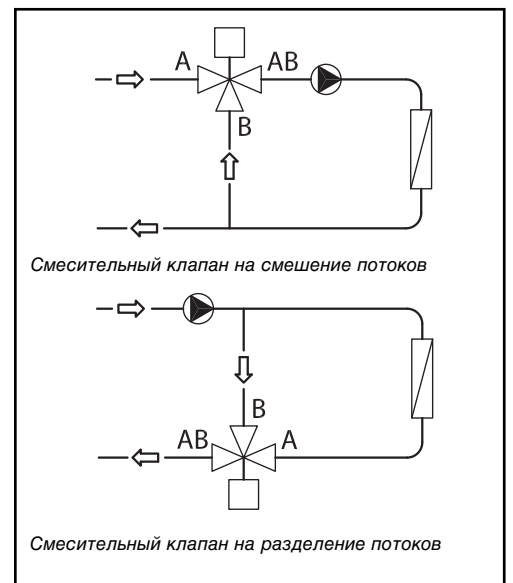 A AB
B
Смесительный клапан на смешение потоков
B
AB A
Смесительный клапан на разделение потоков